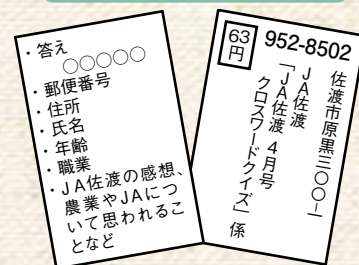 ・答え
○○○○○
・郵便番号
・住所
・氏名
・年齢
・職業
・JA佐渡の感想、
農業やJAにつ
いて思われるこ
となど
63
円
952-8502
佐渡市原黒三〇〇ー一
JA佐渡
「JA佐渡 4月号
クロスワードクイズ」係